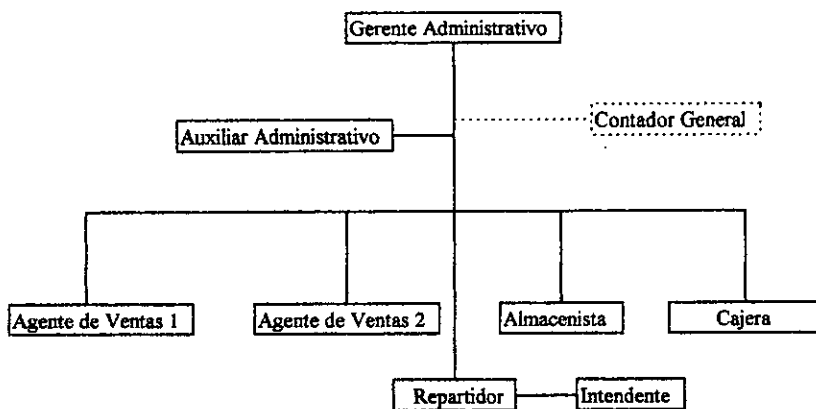 Gerente Administrativo
Contador General
Auxiliar Administrativo
Agente de Ventas 1
Agente de Ventas 2
Almacenista
Cajera
Repartidor
Intendente